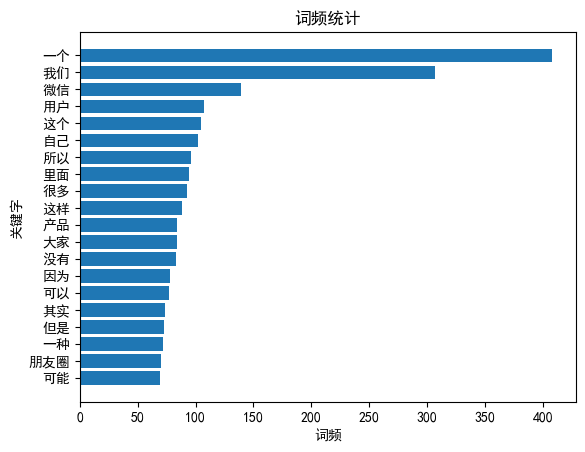 词频统计
关键字
一个
我们
微信
用户
这个
自己
所以
里面
很多
这样
产品
大家
没有
因为
可以
其实
但是
一种
朋友圈
可能
0 50 100 150 200 250 300 350 400
词频